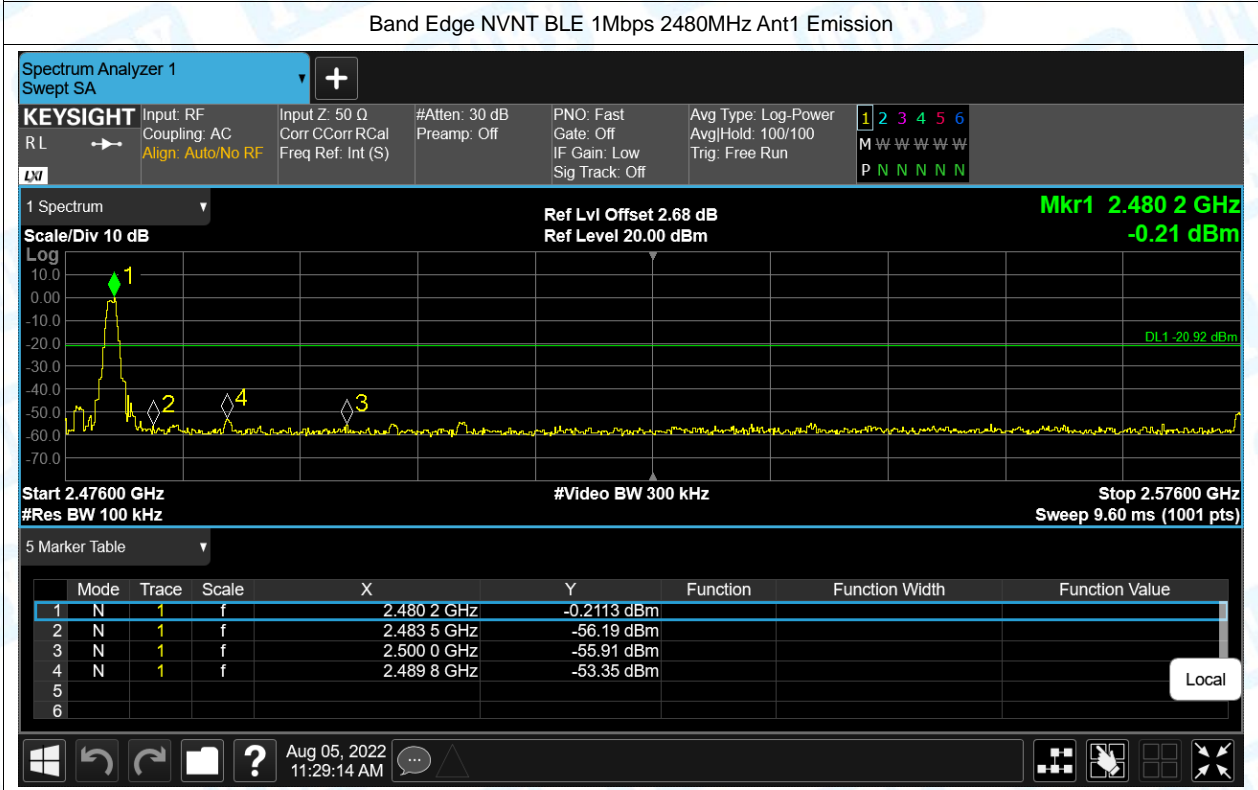 Band Edge NVNT BLE 1Mbps 2480MHz Ant1 Emission
Spectrum Analyzer 1
Swept SA
KEYSIGHT Input: RF Input Z: 50 Ω #Atten: 30 dB PNO: Fast Avg Type: Log-Power 1 2 3 4 5 6
R L Coupling: AC Corr CCorr RCal Preamp: Off Gate: Off Avg|Hold: 100/100 M W W W W W
Align: Auto/No RF Freq Ref: Int (S) IF Gain: Low Trig: Free Run
LXI Sig Track: Off P N N N N N
1 Spectrum Ref Lvl Offset 2.68 dB Mkr1 2.480 2 GHz
Scale/Div 10 dB Ref Level 20.00 dBm -0.21 dBm
Log
10.0 1
0.00
-10.0
-20.0 DL1 -20.92 dBm
-30.0
-40.0
-50.0 2 4 3
-60.0
-70.0
Start 2.47600 GHz #Video BW 300 kHz Stop 2.57600 GHz
#Res BW 100 kHz Sweep 9.60 ms (1001 pts)
5 Marker Table
Mode Trace Scale X Y Function Function Width Function Value
1 N 1 f 2.480 2 GHz -0.2113 dBm
2 N 1 f 2.483 5 GHz -56.19 dBm
3 N 1 f 2.500 0 GHz -55.91 dBm
4 N 1 f 2.489 8 GHz -53.35 dBm
5
6
Local
? Aug 05, 2022
11:29:14 AM